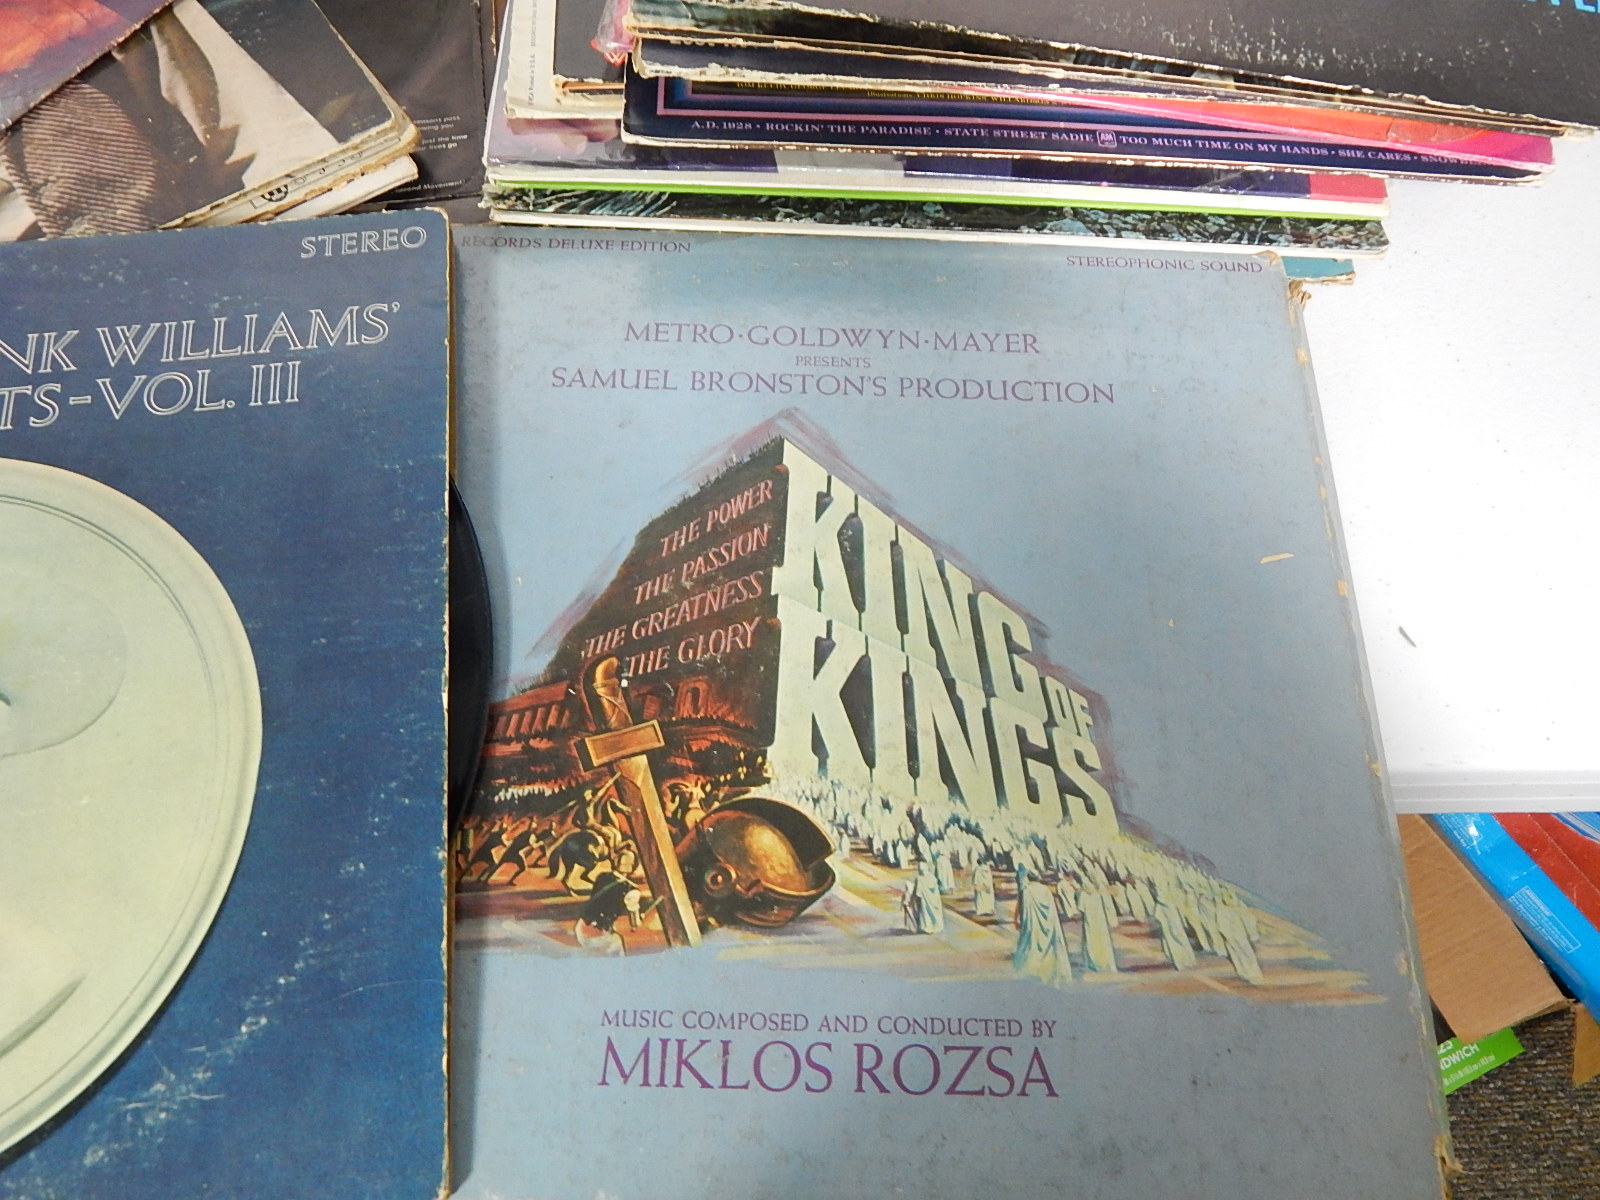 A.D. 1928 • ROCKIN' THE PARADISE • STATE STREET SADIE A&M TOO MUCH TIME ON MY HANDS • SHE CARES •
STEREO
NK WILLIAMS'
TS-VOL. III
RECORDS DELUXE EDITION
STEREOPHONIC SOUND
METRO·GOLDWYN·MAYER
PRESENTS
SAMUEL BRONSTON'S PRODUCTION
THE POWER
THE PASSION
THE GREATNESS
THE GLORY
KING
OF
KINGS
MUSIC COMPOSED AND CONDUCTED BY
MIKLOS ROZSA